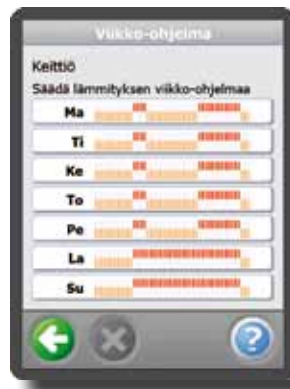 Viikko-ohjelma
Keittiö
Säädä lämmityksen viikko-ohjelmaa
Ma
Ti
Ke
To
Pe
La
Su
?